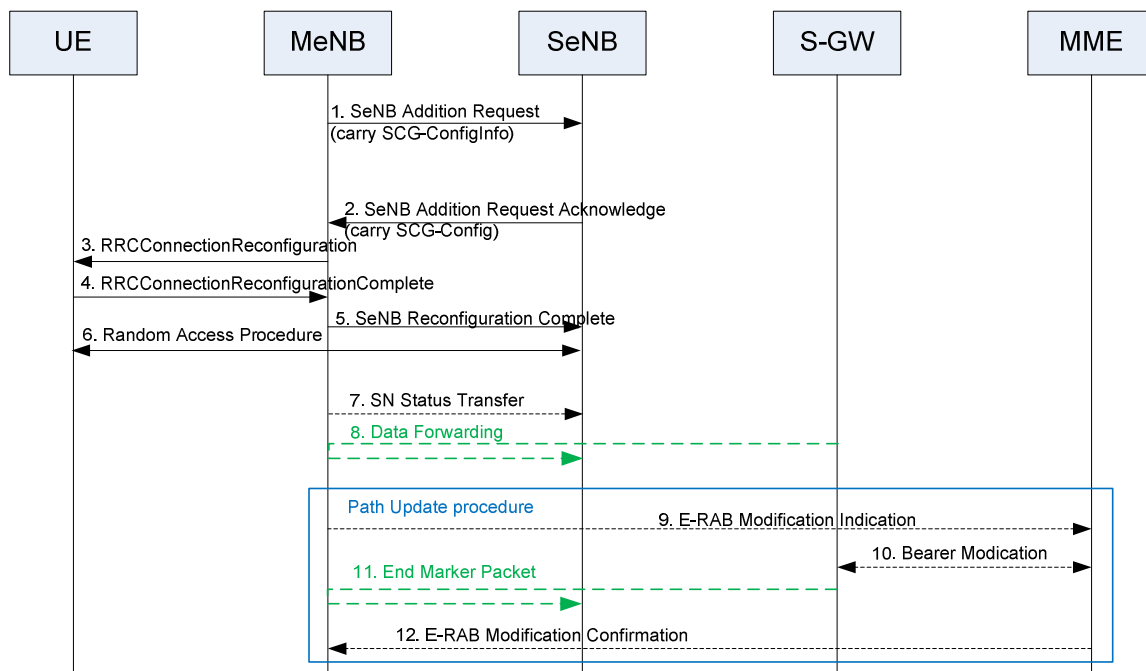 UE
MeNB
SeNB
S-GW
MME
1. SeNB Addition Request
(carry SCG-ConfigInfo)
2. SeNB Addition Request Acknowledge
(carry SCG-Config)
3. RRCConnectionReconfiguration
4. RRCConnectionReconfigurationComplete
5. SeNB Reconfiguration Complete
6. Random Access Procedure
7. SN Status Transfer
8. Data Forwarding
Path Update procedure
9. E-RAB Modification Indication
10. Bearer Modication
11. End Marker Packet
12. E-RAB Modification Confirmation